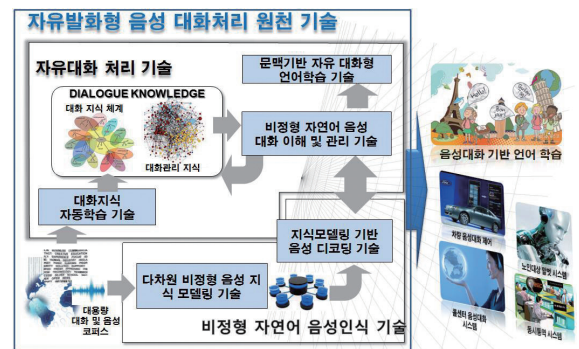 자유발화형 음성 대화처리 원천 기술
자유대화 처리 기술
문맥기반 자유 대화형
언어학습 기술
DIALOGUE KNOWLEDGE
대화 지식 체계
대화관리 지식
비정형 자연어 음성
대화 이해 및 관리 기술
대화지식
자동학습 기술
지식모델링 기반
음성 디코딩 기술
다차원 비정형 음성 지
식 모델링 기술
대용량
대화 및 음성
코퍼스
비정형 자연어 음성인식 기술
Hello!
음성대화 기반 언어 학습
차량 음성대화 제어
노인대상 말벗 시스템
콜센터 음성대화
시스템
동시통역 시스템